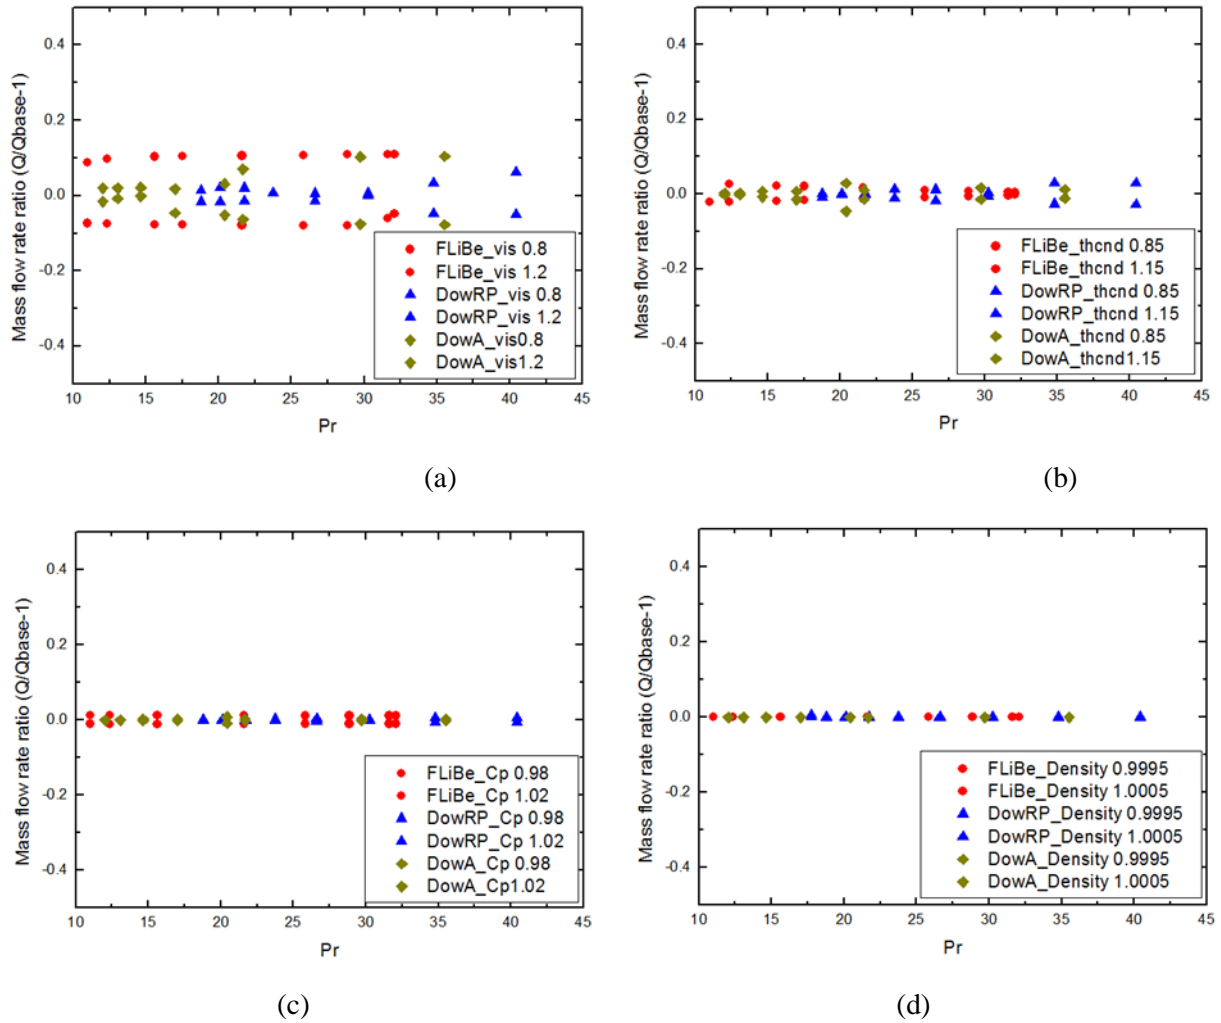 Mass flow rate ratio (Q/Qbase-1)
0.4
0.2
0.0
-0.2
-0.4
FLiBe_vis 0.8
FLiBe_vis 1.2
DowRP_vis 0.8
DowRP_vis 1.2
DowA_vis0.8
DowA_vis1.2
10 15 20 25 30 35 40 45
Pr
(a)
Mass flow rate ratio (Q/Qbase-1)
0.4
0.2
0.0
-0.2
-0.4
FLiBe_thcnd 0.85
FLiBe_thcnd 1.15
DowRP_thcnd 0.85
DowRP_thcnd 1.15
DowA_thcnd 0.85
DowA_thcnd1.15
10 15 20 25 30 35 40 45
Pr
(b)
Mass flow rate ratio (Q/Qbase-1)
0.4
0.2
0.0
-0.2
-0.4
FLiBe_Cp 0.98
FLiBe_Cp 1.02
DowRP_Cp 0.98
DowRP_Cp 1.02
DowA_Cp 0.98
DowA_Cp1.02
10 15 20 25 30 35 40 45
Pr
(c)
Mass flow rate ratio (Q/Qbase-1)
0.4
0.2
0.0
-0.2
-0.4
FLiBe_Density 0.9995
FLiBe_Density 1.0005
DowRP_Density 0.9995
DowRP_Density 1.0005
DowA_Density 0.9995
DowA_Density 1.0005
10 15 20 25 30 35 40 45
Pr
(d)